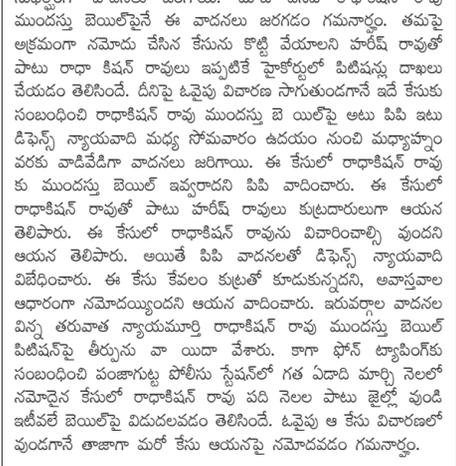 ముందస్తు బెయిల్‌పైనే ఈ వాదనలు జరగడం గమనార్హం. తమపై
అక్రమంగా నమోదు చేసిన కేసును కొట్టి వేయాలని హరీష్ రావుతో
పాటు రాధా కిషన్ రావులు ఇప్పటికే హైకోర్టులో పిటిషన్లు దాఖలు
చేయడం తెలిసిందే. దీనిపై ఓవైపు విచారణ సాగుతుండగానే ఇదే కేసుకు
సంబంధించి రాధాకిషన్ రావు ముందస్తు బె యిల్‌పై అటు పిపి ఇటు
డిఫెన్స్ న్యాయవాది మధ్య సోమవారం ఉదయం నుంచి మధ్యాహ్నం
వరకు వాడివేడిగా వాదనలు జరిగాయి. ఈ కేసులో రాధాకిషన్ రావు
కు ముందస్తు బెయిల్ ఇవ్వరాదని పిపి వాదించారు. ఈ కేసులో
రాధాకిషన్ రావుతో పాటు హరీష్ రావులు కుట్రదారులుగా ఆయన
తెలిపారు. ఈ కేసులో రాధాకిషన్ రావును విచారించాల్సి వుందని
ఆయన తెలిపారు. అయితే పిపి వాదనలతో డిఫెన్స్ న్యాయవాది
విబేధించారు. ఈ కేసు కేవలం కుట్రతో కూడుకున్నదని, అవాస్తవాల
ఆధారంగా నమోదయ్యిందని ఆయన వాదించారు. ఇరువర్గాల వాదనల
విన్న తరువాత న్యాయమూర్తి రాధాకిషన్ రావు ముందస్తు బెయిల్
పిటిషన్‌పై తీర్పును వా యిదా వేశారు. కాగా ఫోన్ ట్యాపింగ్‌కు
సంబంధించి పంజాగుట్ట పోలీసు స్టేషన్‌లో గత ఏడాది మార్చి నెలలో
నమోదైన కేసులో రాధాకిషన్ రావు పది నెలల పాటు జైల్లో వుండి
ఇటీవలే బెయిల్‌పై విడుదలవడం తెలిసిందే. ఓవైపు ఆ కేసు విచారణలో
వుండగానే తాజాగా మరో కేసు ఆయనపై నమోదవడం గమనార్హం.